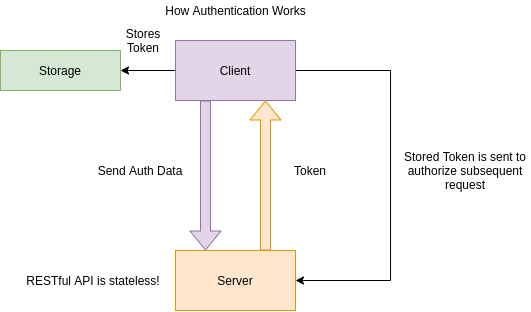 How Authentication Works
Stores
Token
Storage
Client
Send Auth Data
Token
Stored Token is sent to
authorize subsequent
request
RESTful API is stateless!
Server